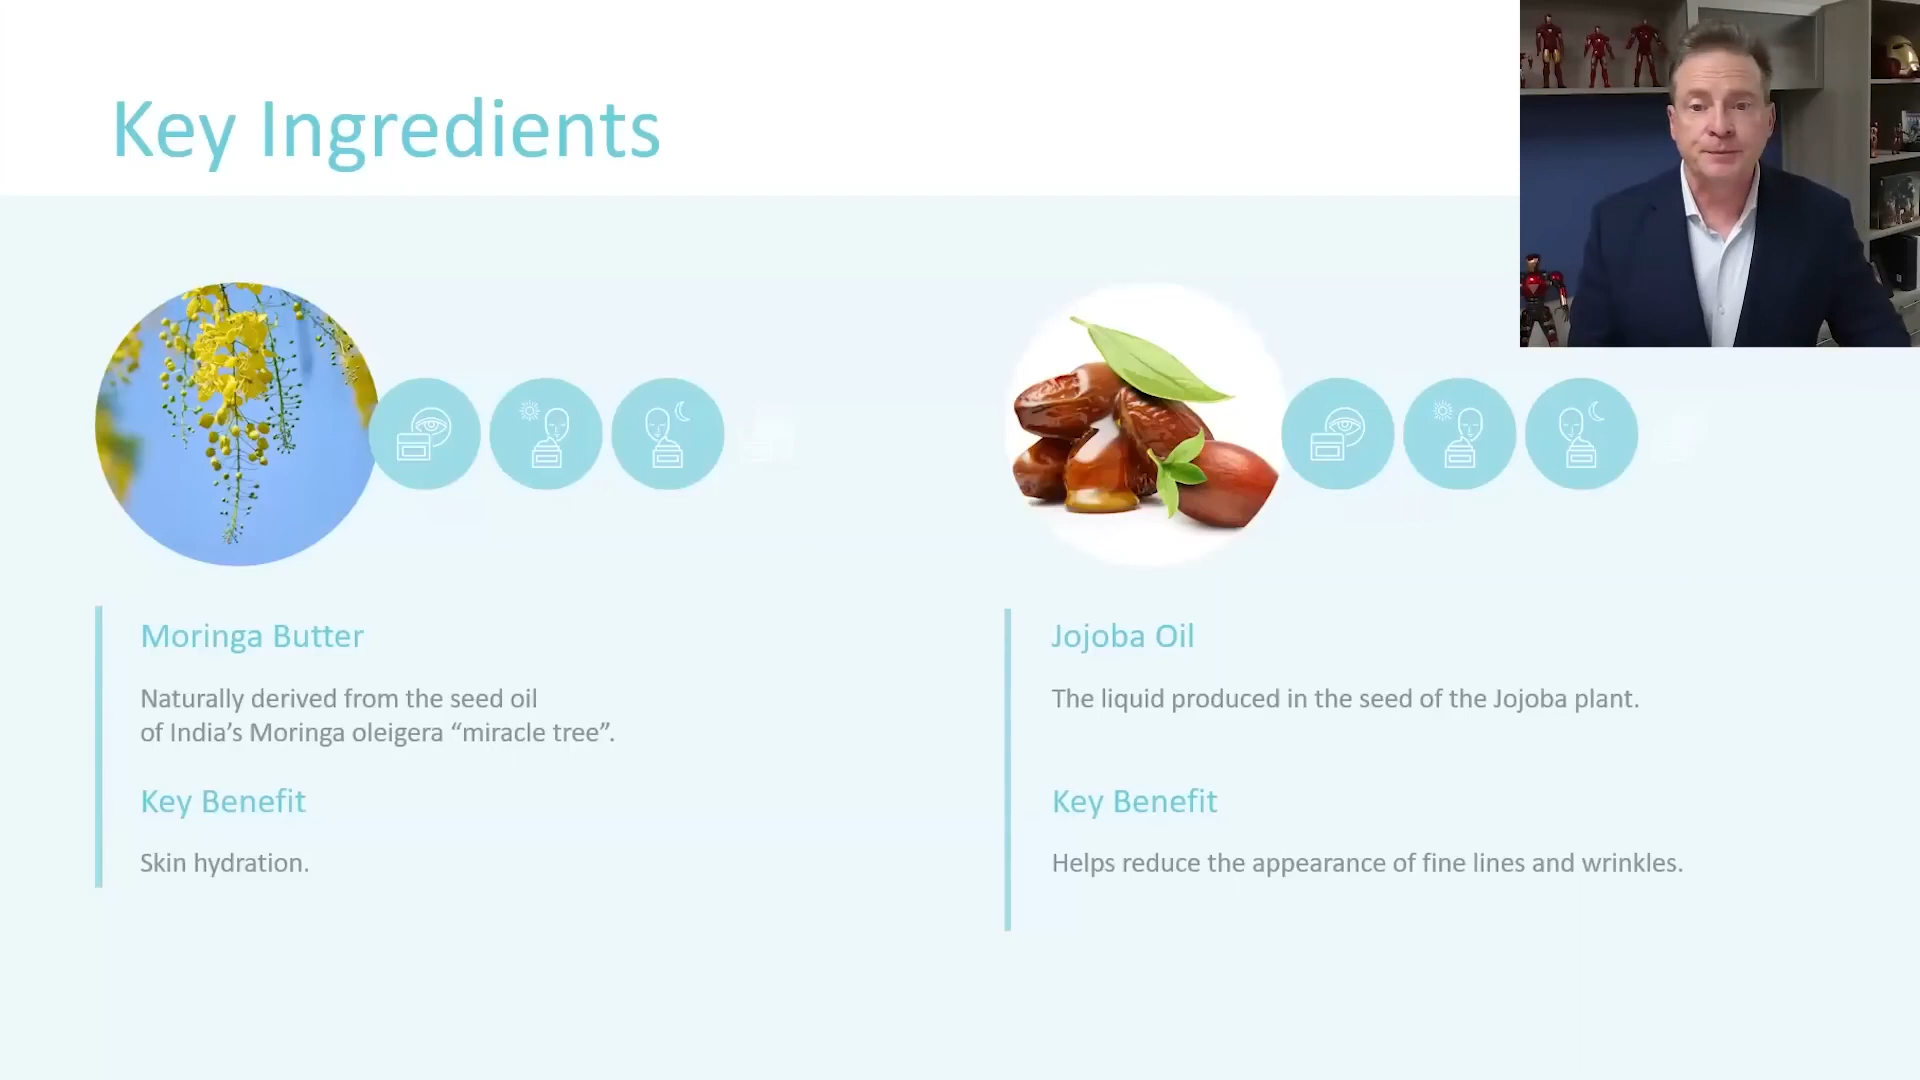 Key Ingredients
Moringa Butter
Naturally derived from the seed oil
of India’s Moringa oleigera “miracle tree”.
Key Benefit
Skin hydration.
Jojoba Oil
The liquid produced in the seed of the Jojoba plant.
Key Benefit
Helps reduce the appearance of fine lines and wrinkles.